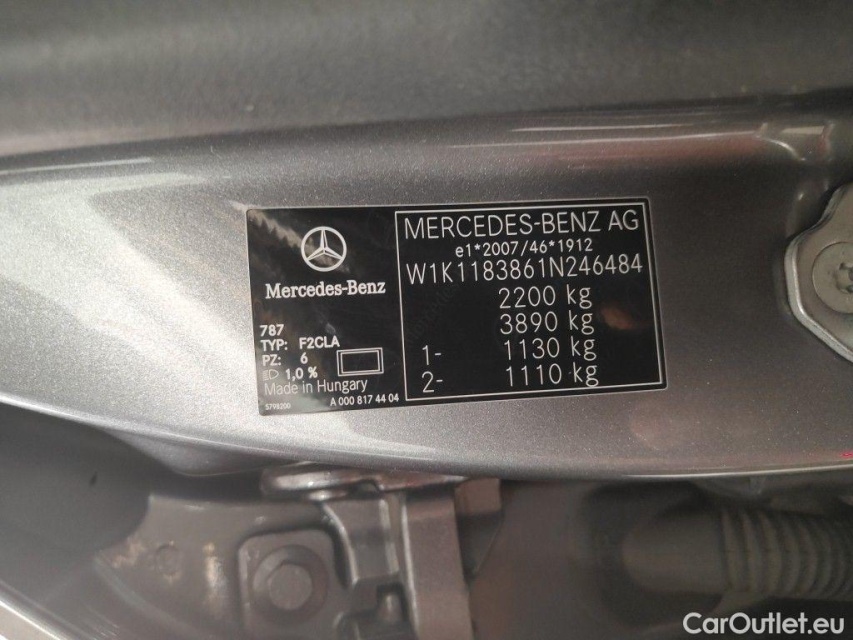 Mercedes-Benz
787
TYP: F2CLA
PZ: 6
1,0 %
Made in Hungary
5798200
A 000 817 44 04
MERCEDES-BENZ AG
e1*2007/46*1912
W1K1183861N246484
2200 kg
3890 kg
1- 1130 kg
2- 1110 kg
CarOutlet.eu